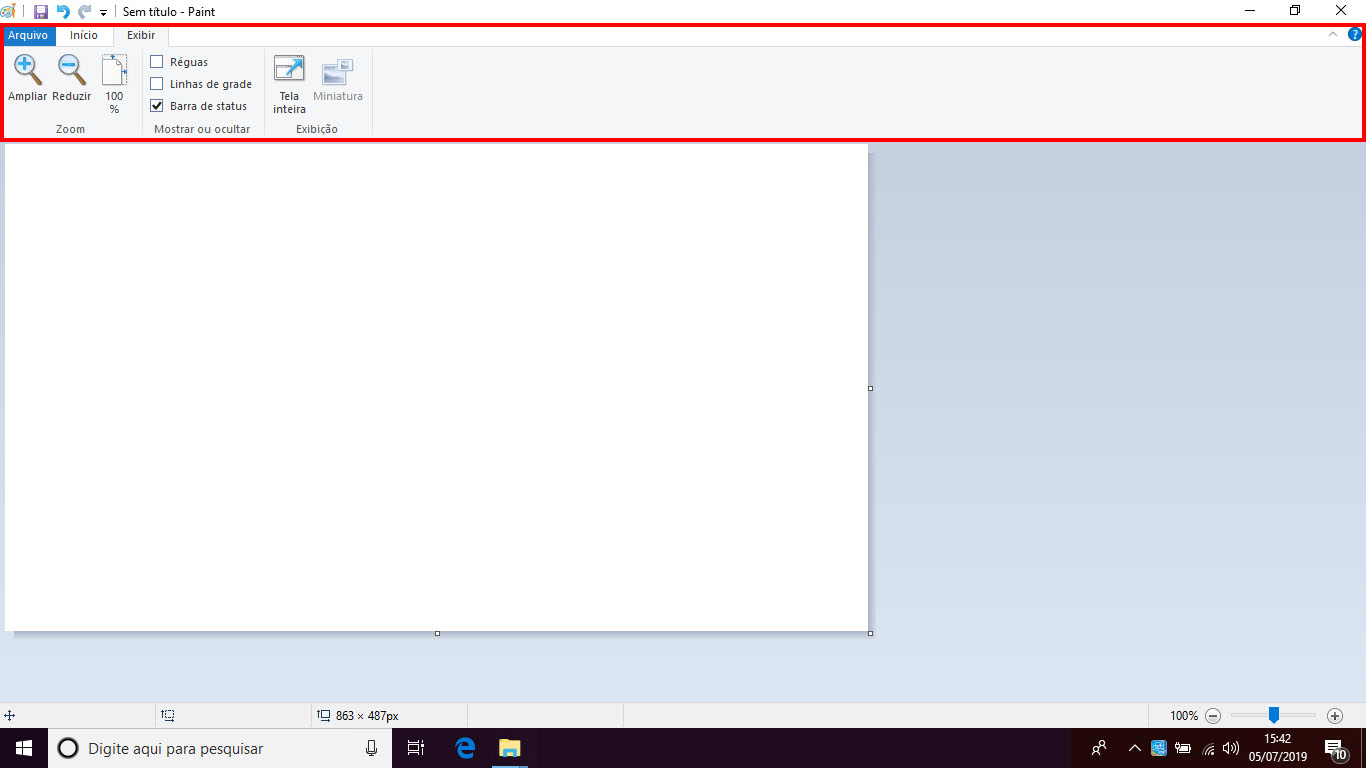 Sem título - Paint
Arquivo Início Exibir
Ampliar Reduzir 100 %
Réguas
Linhas de grade
Barra de status
Tela inteira Miniatura
Zoom Mostrar ou ocultar Exibição
863 × 487px 100%
Digite aqui para pesquisar
15:42
05/07/2019
10